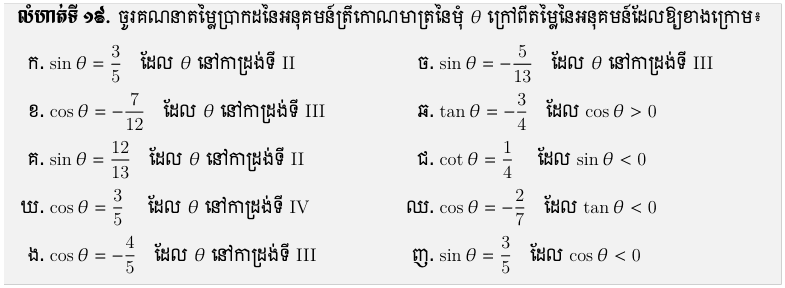 លំហាត់ទី ១៩. ចូរគណនាតម្លៃប្រាកដនៃអនុគមន៍ត្រីកោណមាត្រនៃមុំ θ ក្រៅពីតម្លៃនៃអនុគមន៍ដែលឱ្យខាងក្រោម៖
ក. sin θ = 3/5 ដែល θ នៅកាដ្រង់ទី II
ច. sin θ = −5/13 ដែល θ នៅកាដ្រង់ទី III
ខ. cos θ = −7/12 ដែល θ នៅកាដ្រង់ទី III
ឆ. tan θ = −3/4 ដែល cos θ > 0
គ. sin θ = 12/13 ដែល θ នៅកាដ្រង់ទី II
ជ. cot θ = 1/4 ដែល sin θ < 0
ឃ. cos θ = 3/5 ដែល θ នៅកាដ្រង់ទី IV
ឈ. cos θ = −2/7 ដែល tan θ < 0
ង. cos θ = −4/5 ដែល θ នៅកាដ្រង់ទី III
ញ. sin θ = 3/5 ដែល cos θ < 0